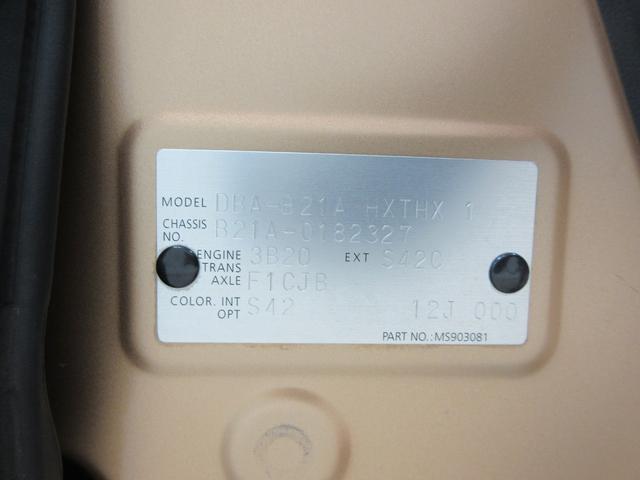 MODEL DBA-B21A HXTHX 1
CHASSIS NO. B21A-0182327
ENGINE 3B20 EXT S42C
TRANS AXLE F1CJB
COLOR. INT OPT S42 12J 000
PART NO.:MS903081